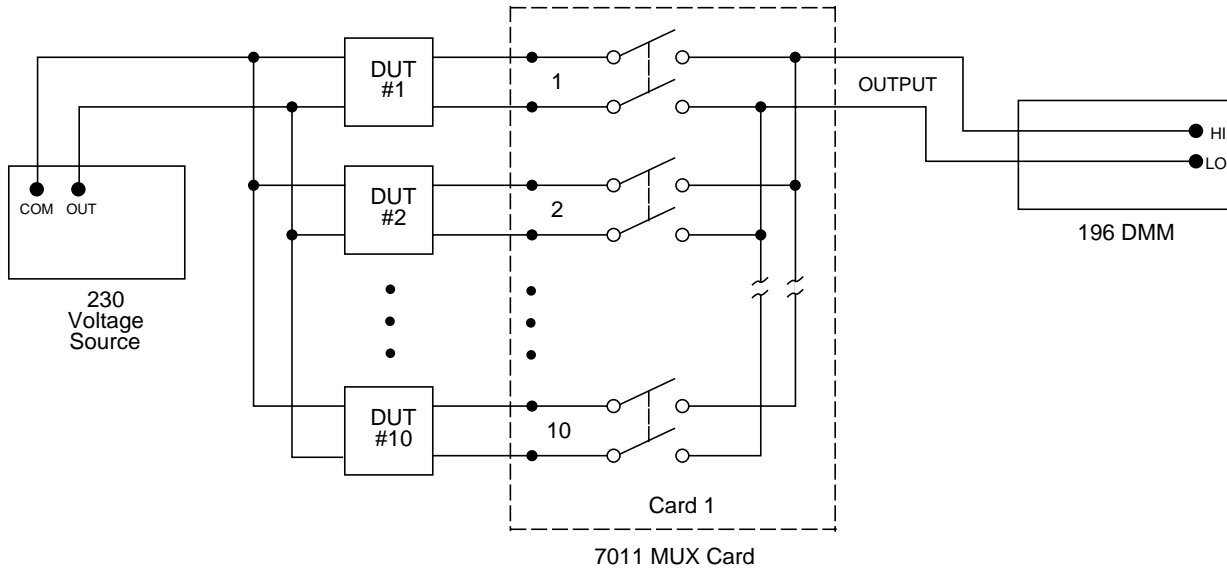 DUT
#1
1
OUTPUT
HI
LO
COM
OUT
DUT
#2
2
196 DMM
230
Voltage
Source
DUT
#10
10
Card 1
7011 MUX Card